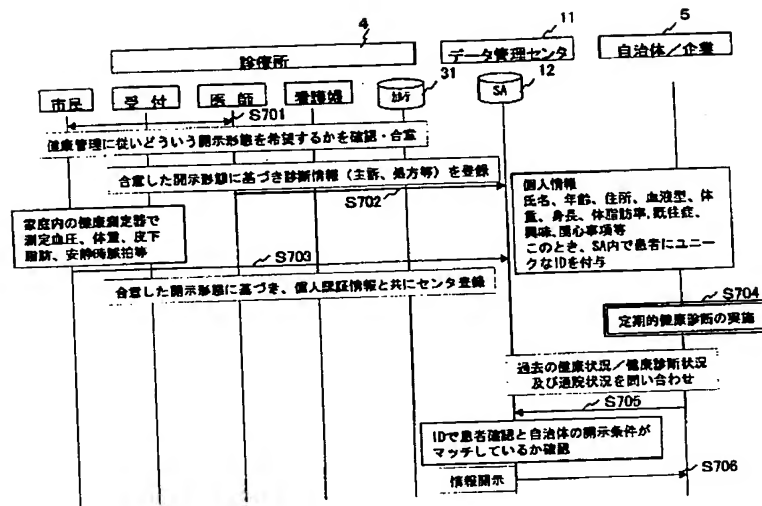 4
11
5
診療所
データ管理センタ
自治体/企業
31
12
市民
受付
医師
看護婦
SA
S701
健康管理に従いどういう開示形態を希望するかを確認・合意
合意した開示形態に基づき診断情報(主訴、処方等)を登録
S702
個人情報
氏名、年齢、住所、血液型、体
重、身長、体脂肪率、既往症、
興味、関心事項等
このとき、SA内で患者にユニー
クなIDを付与
家庭内の健康測定器で
測定血圧、体重、皮下
脂肪、安静時脈拍等
S703
合意した開示形態に基づき、個人認証情報と共にセンタ登録
S704
定期的健康診断の実施
過去の健康状況/健康診断状況
及び通院状況を問い合わせ
S705
IDで患者確認と自治体の開示条件が
マッチしているか確認
S706
情報開示